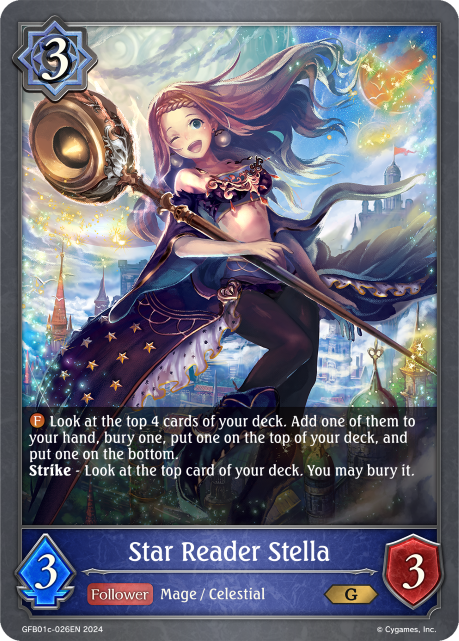 3
F Look at the top 4 cards of your deck. Add one of them to
your hand, bury one, put one on the top of your deck, and
put one on the bottom.
Strike - Look at the top card of your deck. You may bury it.
Star Reader Stella
3
Follower Mage / Celestial G
3
GFB01c-026EN 2024 © Cygames, Inc.